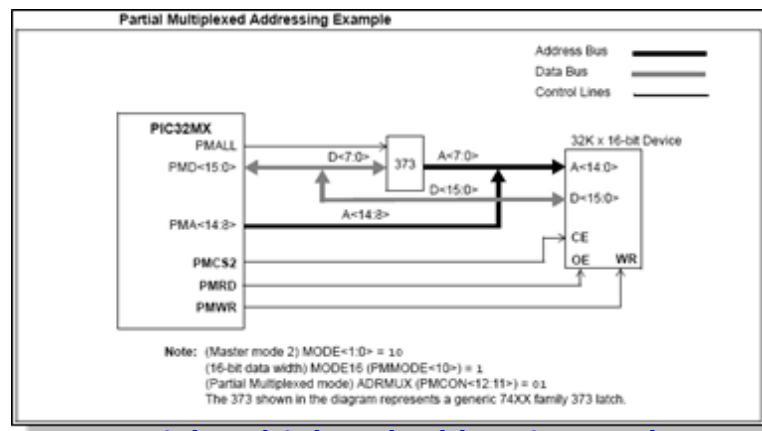 Partial Multiplexed Addressing Example
Address Bus
Data Bus
Control Lines
PIC32MX
PMALL
PMD<15:0>
D<7:0>
373
A<7:0>
32K x 16-bit Device
A<14:0>
D<15:0>
D<15:0>
A<14:8>
PMA<14:8>
CE
OE WR
PMCS2
PMRD
PMWR
Note: (Master mode 2) MODE<1:0> = 10
(16-bit data width) MODE16 (PMMODE<10>) = 1
(Partial Multiplexed mode) ADRMUX (PMCON<12:11>) = 01
The 373 shown in the diagram represents a generic 74XX family 373 latch.